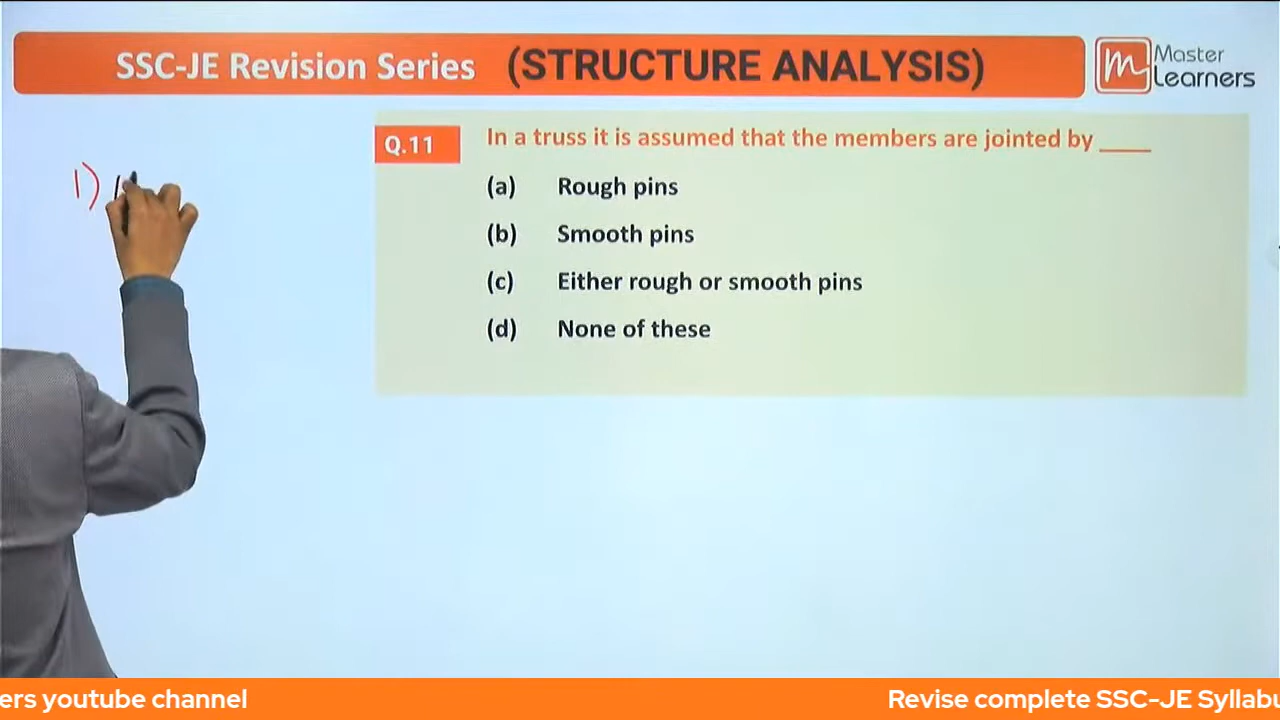 SSC-JE Revision Series (STRUCTURE ANALYSIS)
Master
Learners
Q.11 In a truss it is assumed that the members are jointed by ____
(a) Rough pins
(b) Smooth pins
(c) Either rough or smooth pins
(d) None of these
1)
ers youtube channel Revise complete SSC-JE Syllabu